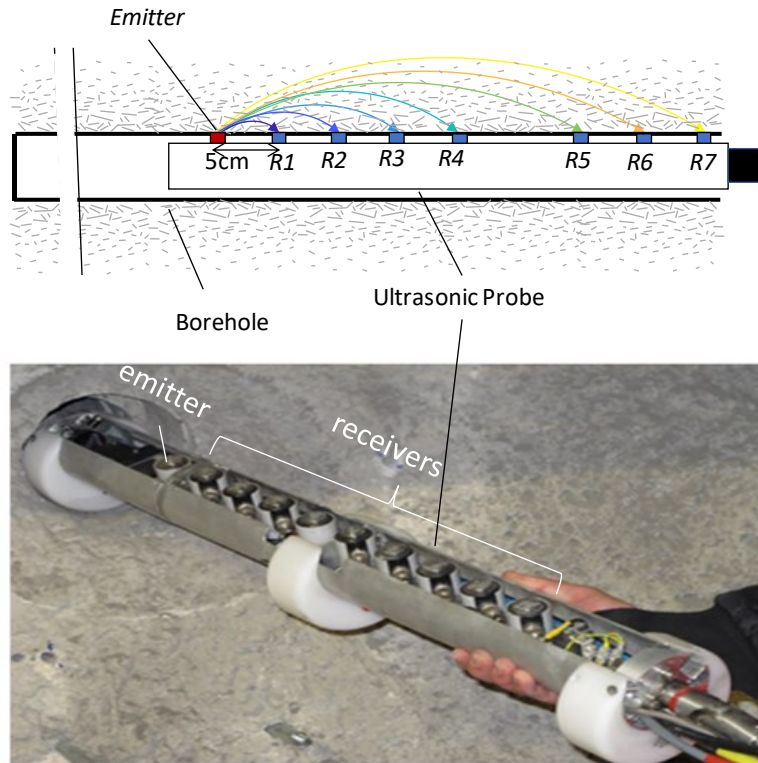 Emitter
5cm
R1
R2
R3
R4
R5
R6
R7
Ultrasonic Probe
Borehole
emitter
receivers